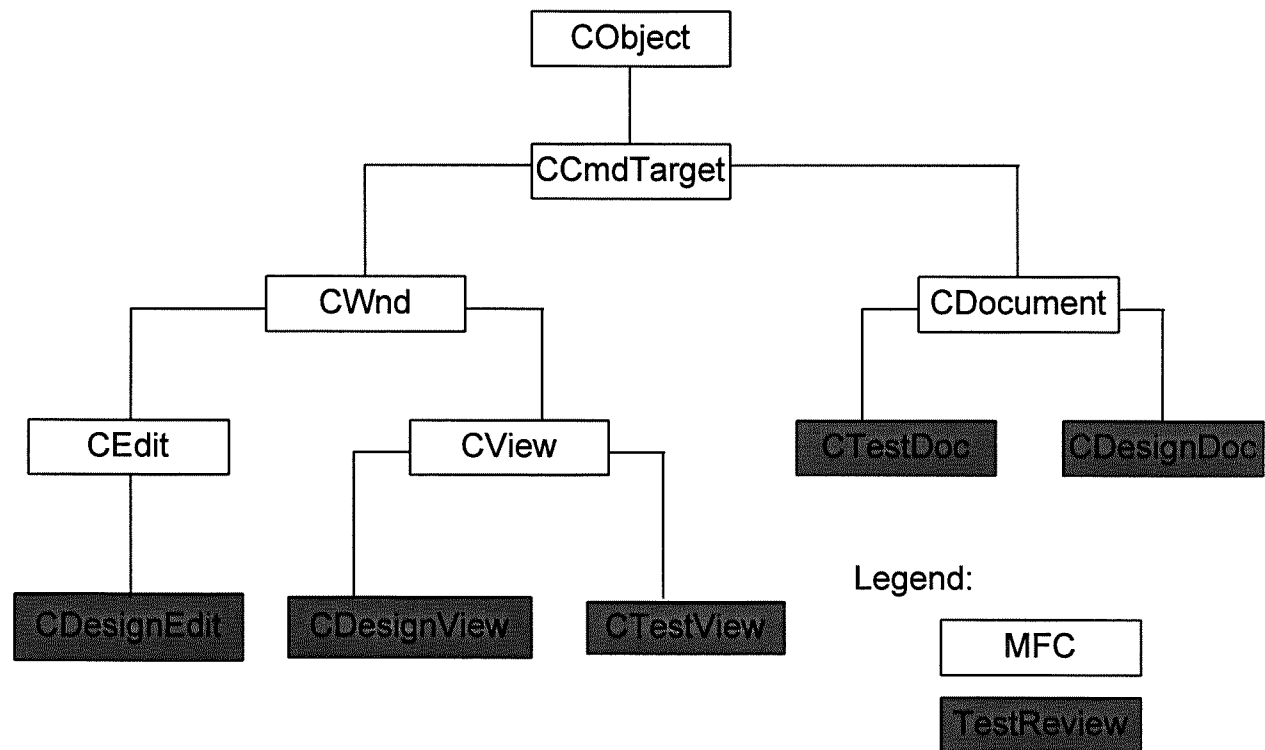 CObject
CCmdTarget
CWnd
CDocument
CEdit
CView
CTestDoc
CDesignDoc
Legend:
CDesignEdit
CDesignView
CTestView
MFC
TestReview